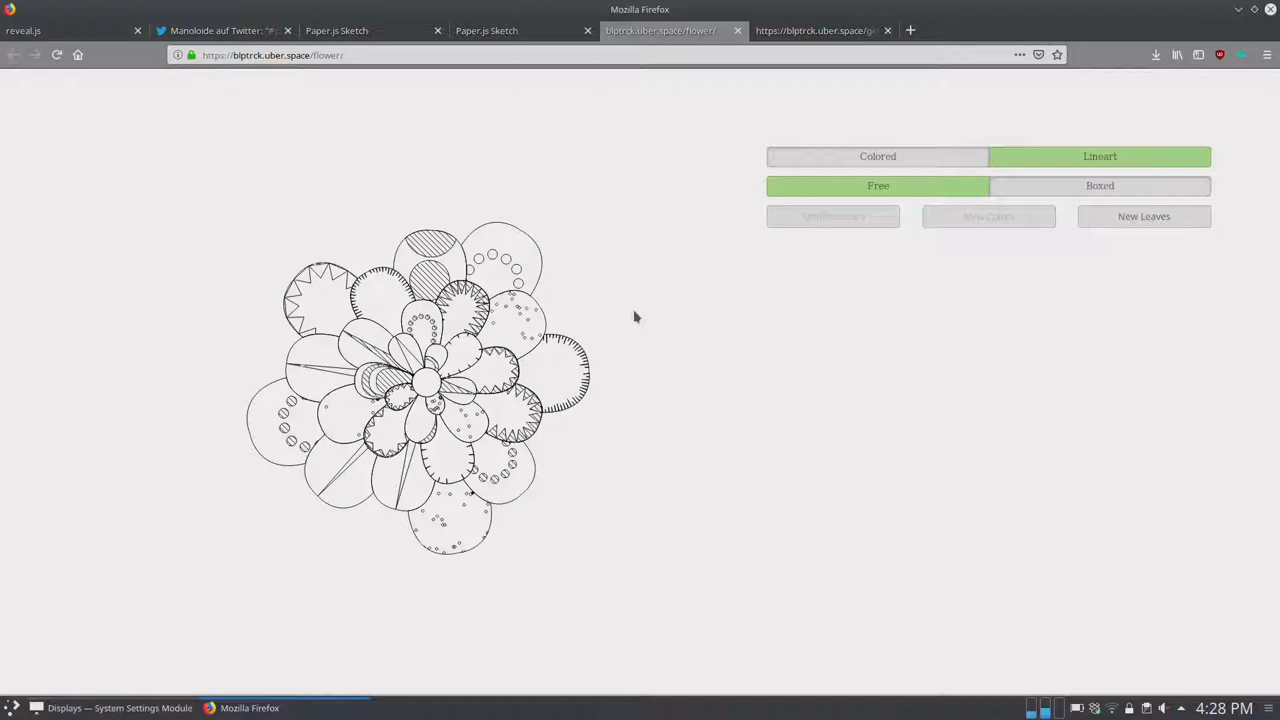 Mozilla Firefox
reveal.js
Manoloide auf Twitter: "#p
Paper.js Sketch
Paper.js Sketch
blptrck.uber.space/flower/
https://blptrck.uber.space/g
https://blptrck.uber.space/flower/
Colored
Lineart
Free
Boxed
New Colors
New Leaves
Displays — System Settings Module
Mozilla Firefox
4:28 PM